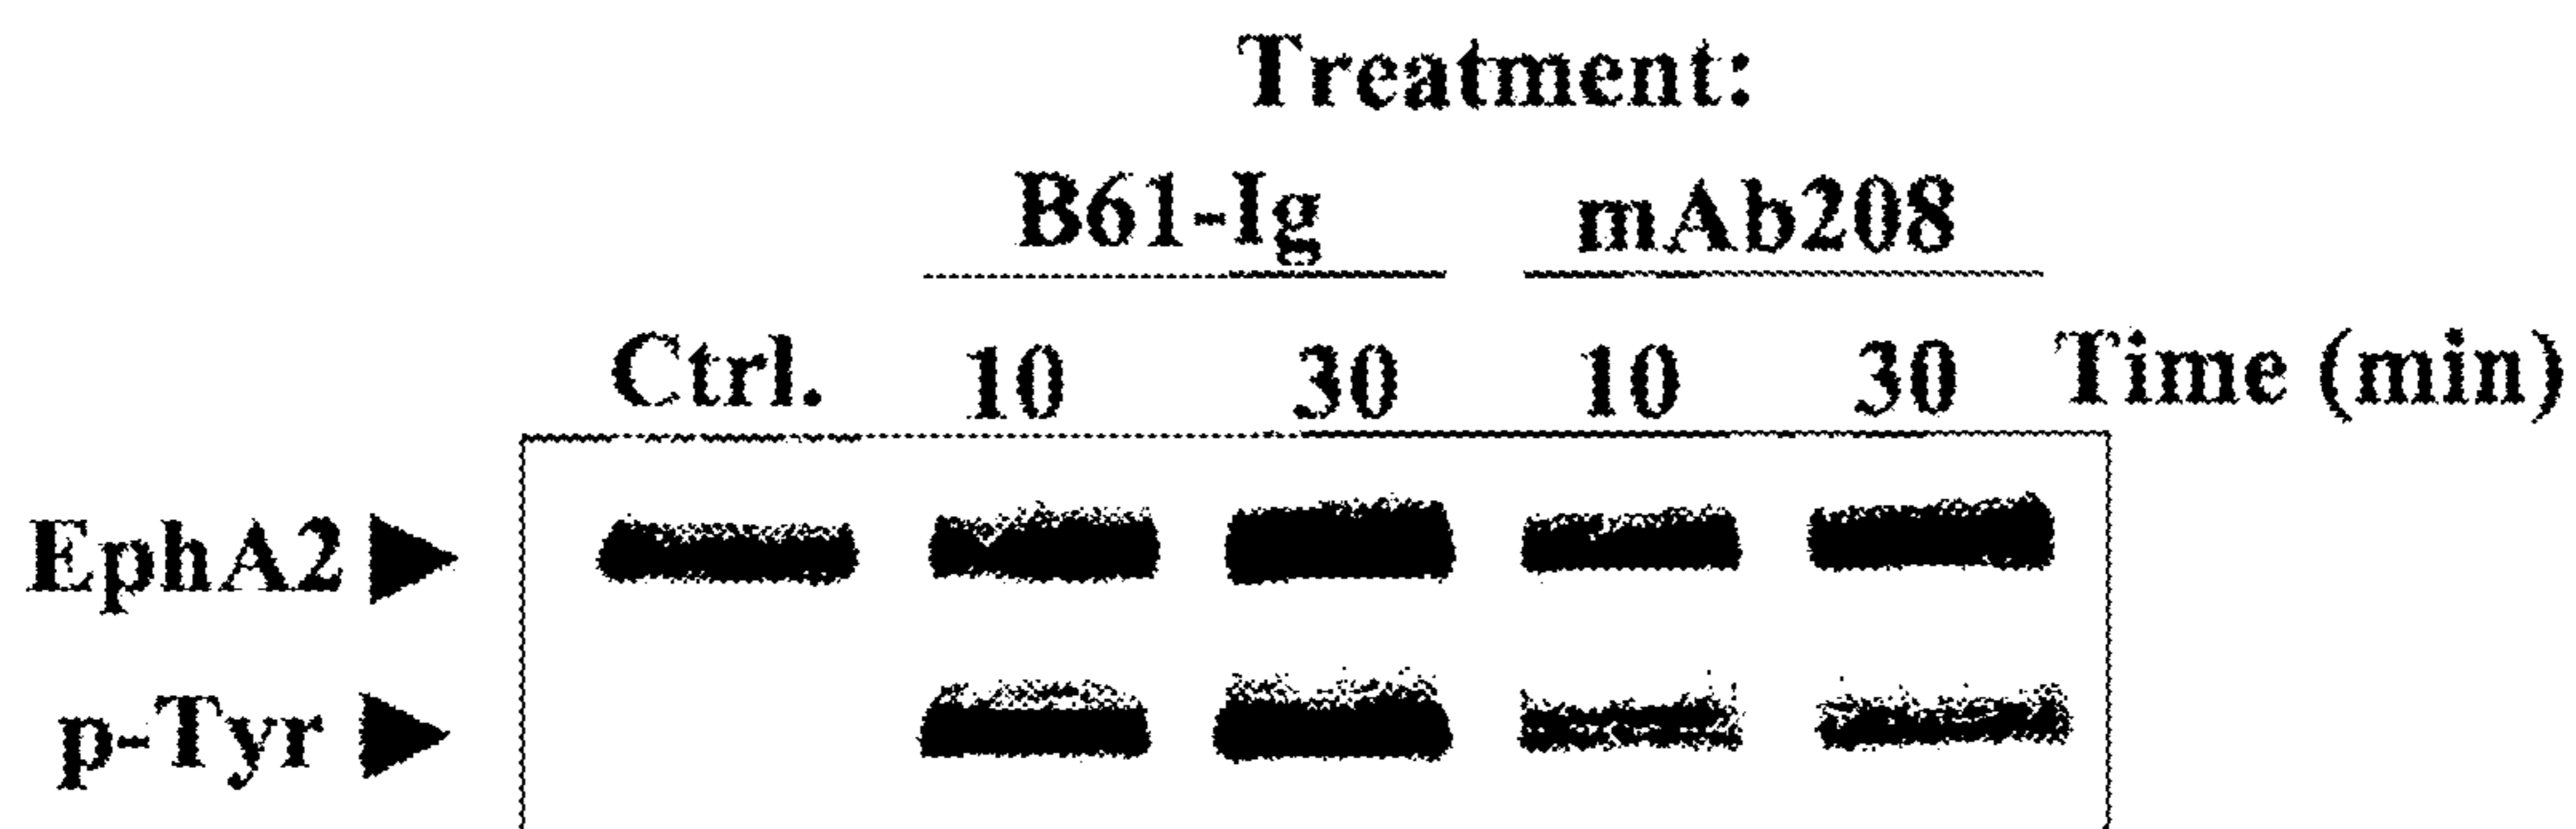 Treatment:
B61-Ig mAb208
Ctrl. 10 30 10 30 Time (min)
EphA2
p-Tyr